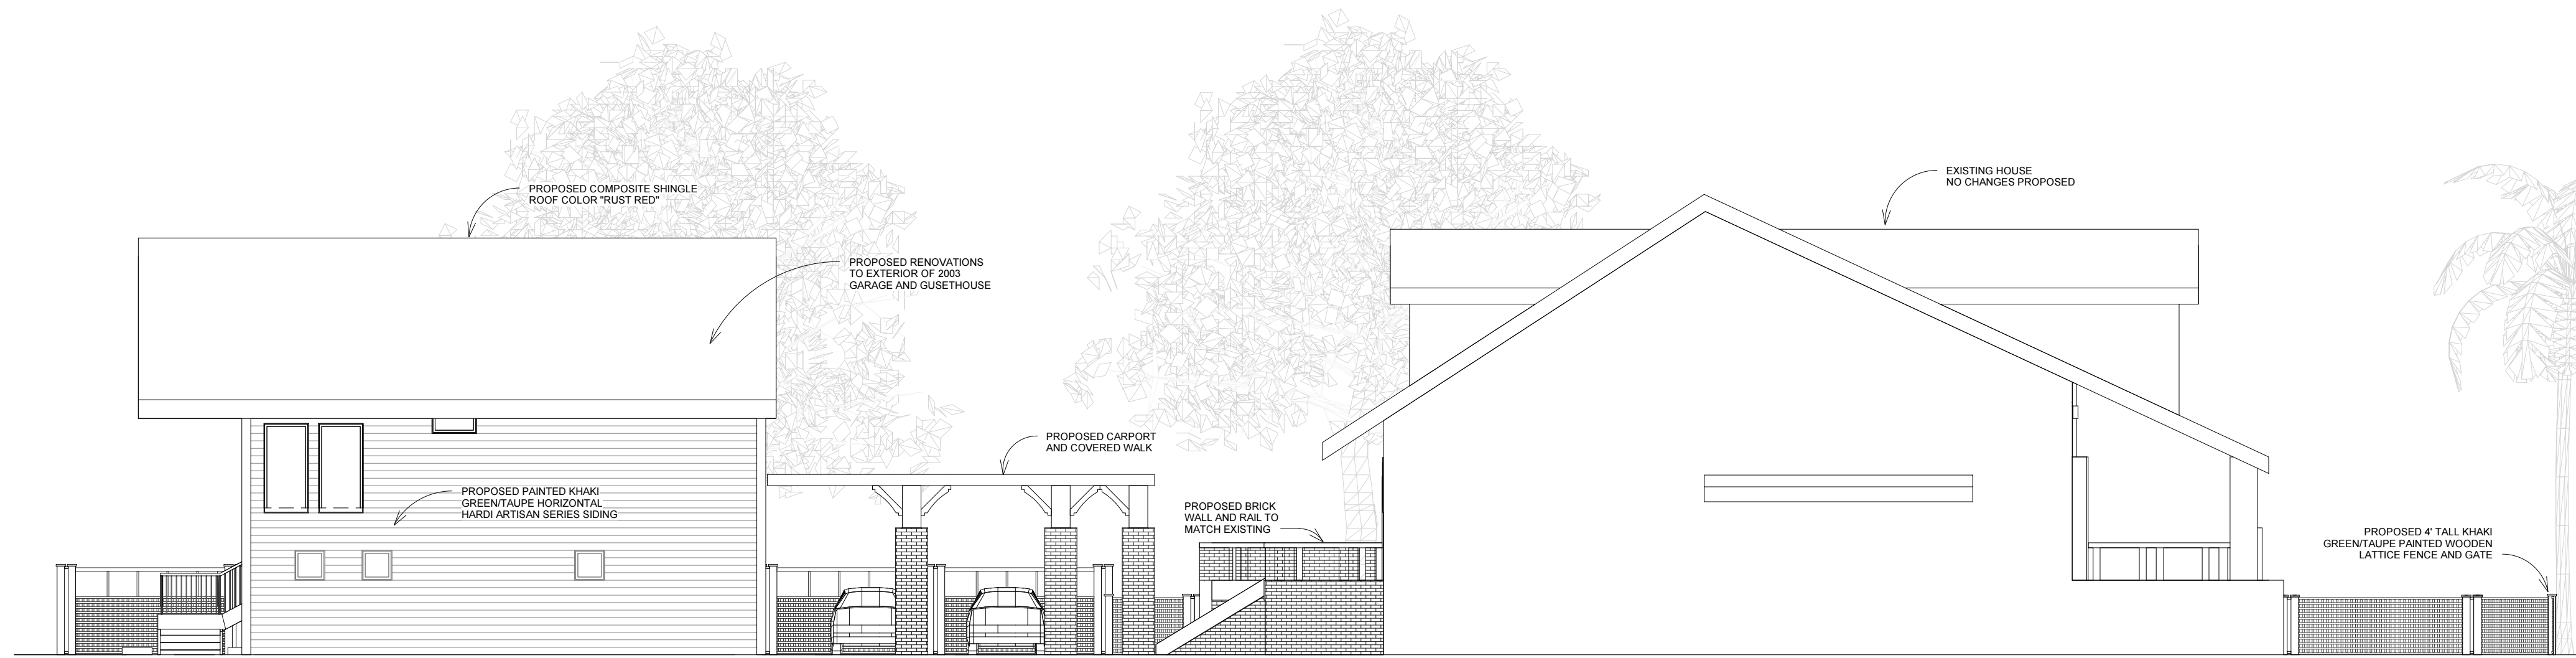 PROPOSED COMPOSITE SHINGLE
ROOF COLOR "RUST RED"
PROPOSED RENOVATIONS
TO EXTERIOR OF 2003
GARAGE AND GUSETHOUSE
EXISTING HOUSE
NO CHANGES PROPOSED
PROPOSED CARPORT
AND COVERED WALK
PROPOSED PAINTED KHAKI
GREEN/TAUPE HORIZONTAL
HARDI ARTISAN SERIES SIDING
PROPOSED BRICK
WALL AND RAIL TO
MATCH EXISTING
PROPOSED 4' TALL KHAKI
GREEN/TAUPE PAINTED WOODEN
LATTICE FENCE AND GATE